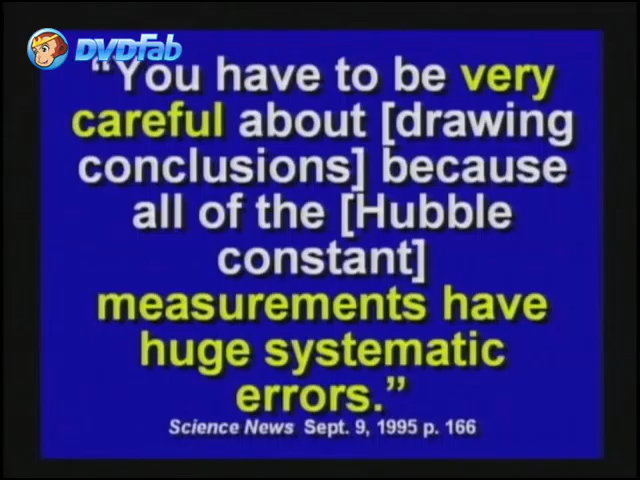 DVDFab
“You have to be very
careful about [drawing
conclusions] because
all of the [Hubble
constant]
measurements have
huge systematic
errors.”
Science News Sept. 9, 1995 p. 166